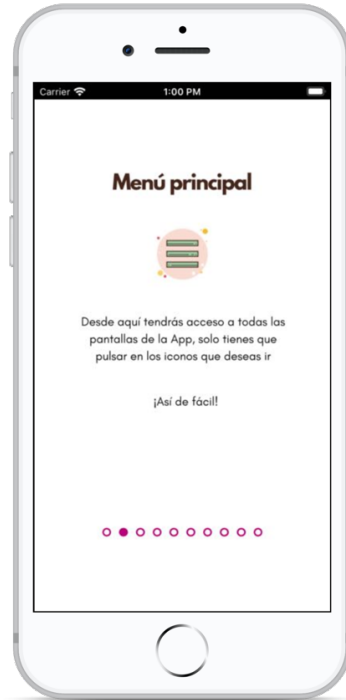 Carrier
1:00 PM
Menú principal
Desde aquí tendrás acceso a todas las
pantallas de la App, solo tienes que
pulsar en los iconos que deseas ir
¡Así de fácil!